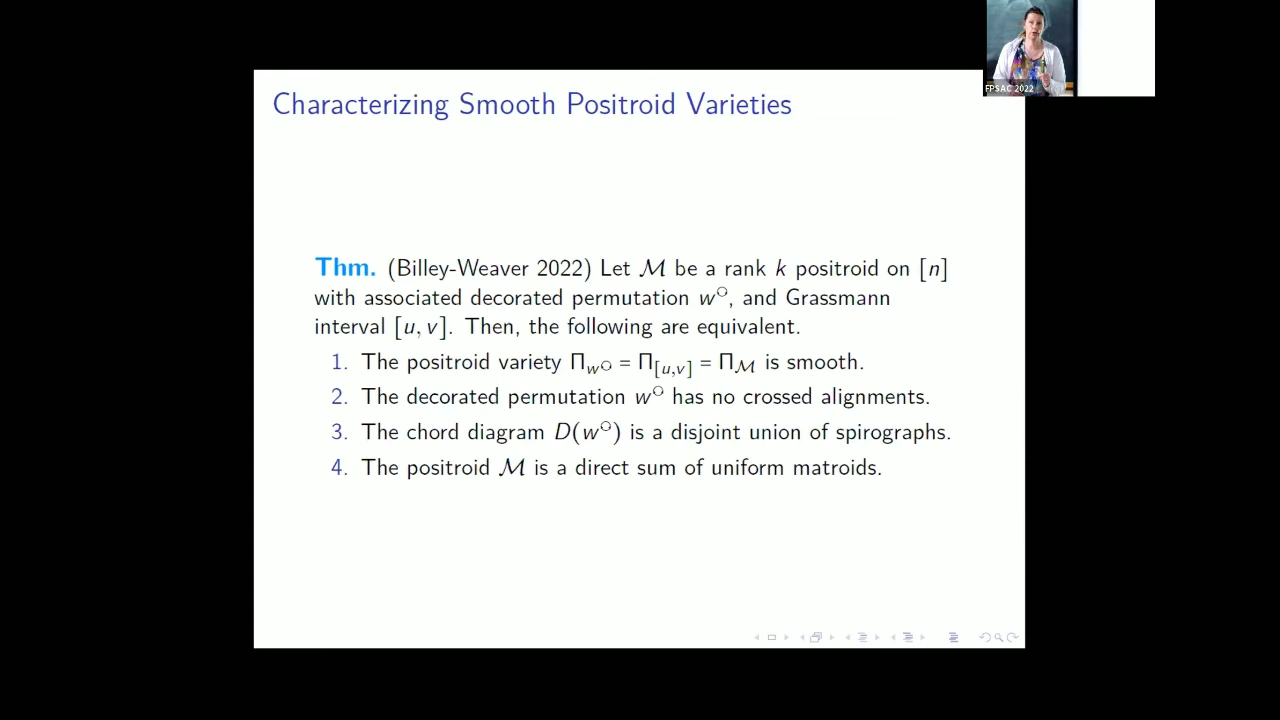 FPSAC 2022
Characterizing Smooth Positroid Varieties
Thm. (Billey-Weaver 2022) Let ℳ be a rank k positroid on [n]
with associated decorated permutation w^○, and Grassmann
interval [u, v]. Then, the following are equivalent.
1. The positroid variety Π_{w^○} = Π_{[u,v]} = Π_ℳ is smooth.
2. The decorated permutation w^○ has no crossed alignments.
3. The chord diagram D(w^○) is a disjoint union of spirographs.
4. The positroid ℳ is a direct sum of uniform matroids.